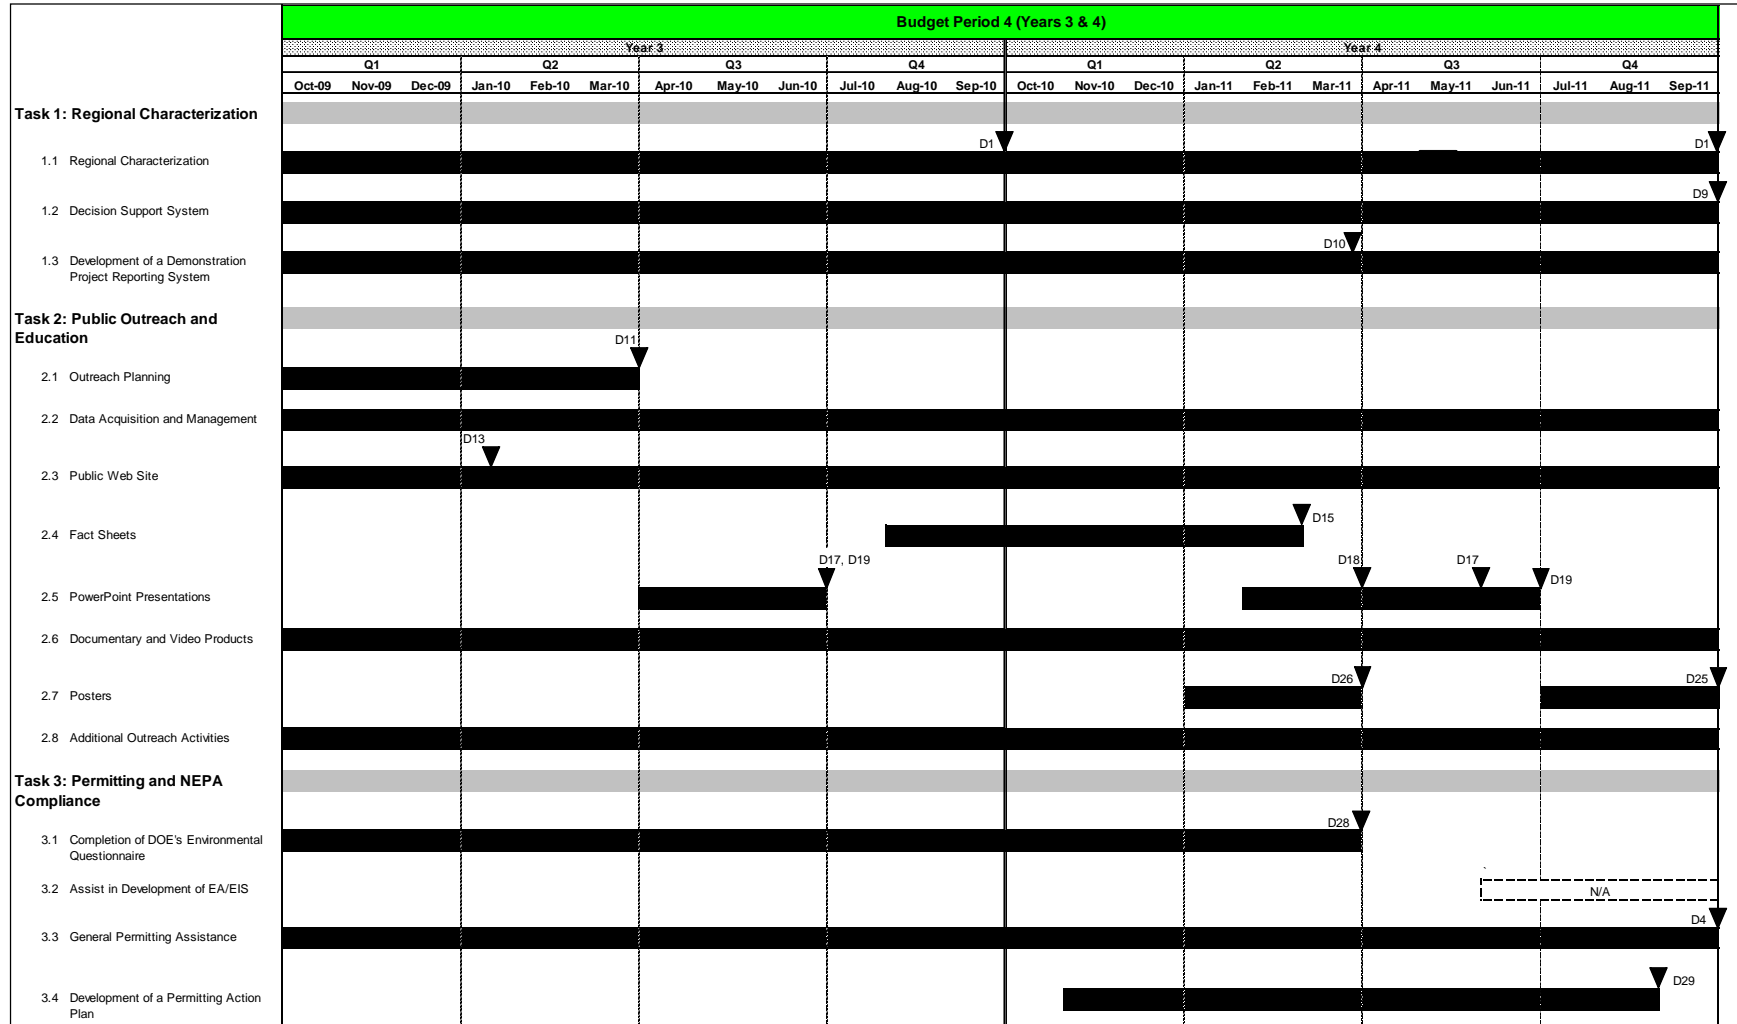 Budget Period 4 (Years 3 & 4)
Year 3 Year 4
Q1 Q2 Q3 Q4 Q1 Q2 Q3 Q4
Oct-09 Nov-09 Dec-09 Jan-10 Feb-10 Mar-10 Apr-10 May-10 Jun-10 Jul-10 Aug-10 Sep-10 Oct-10 Nov-10 Dec-10 Jan-11 Feb-11 Mar-11 Apr-11 May-11 Jun-11 Jul-11 Aug-11 Sep-11
Task 1: Regional Characterization
D1 D1
1.1 Regional Characterization
D9
1.2 Decision Support System
D10
1.3 Development of a Demonstration
Project Reporting System
Task 2: Public Outreach and
Education
D11
2.1 Outreach Planning
2.2 Data Acquisition and Management
D13
2.3 Public Web Site
D15
2.4 Fact Sheets
D17, D19 D18 D17
D19
2.5 PowerPoint Presentations
2.6 Documentary and Video Products
D26 D25
2.7 Posters
2.8 Additional Outreach Activities
Task 3: Permitting and NEPA
Compliance
D28
3.1 Completion of DOE's Environmental
Questionnaire
3.2 Assist in Development of EA/EIS N/A
D4
3.3 General Permitting Assistance
D29
3.4 Development of a Permitting Action
Plan